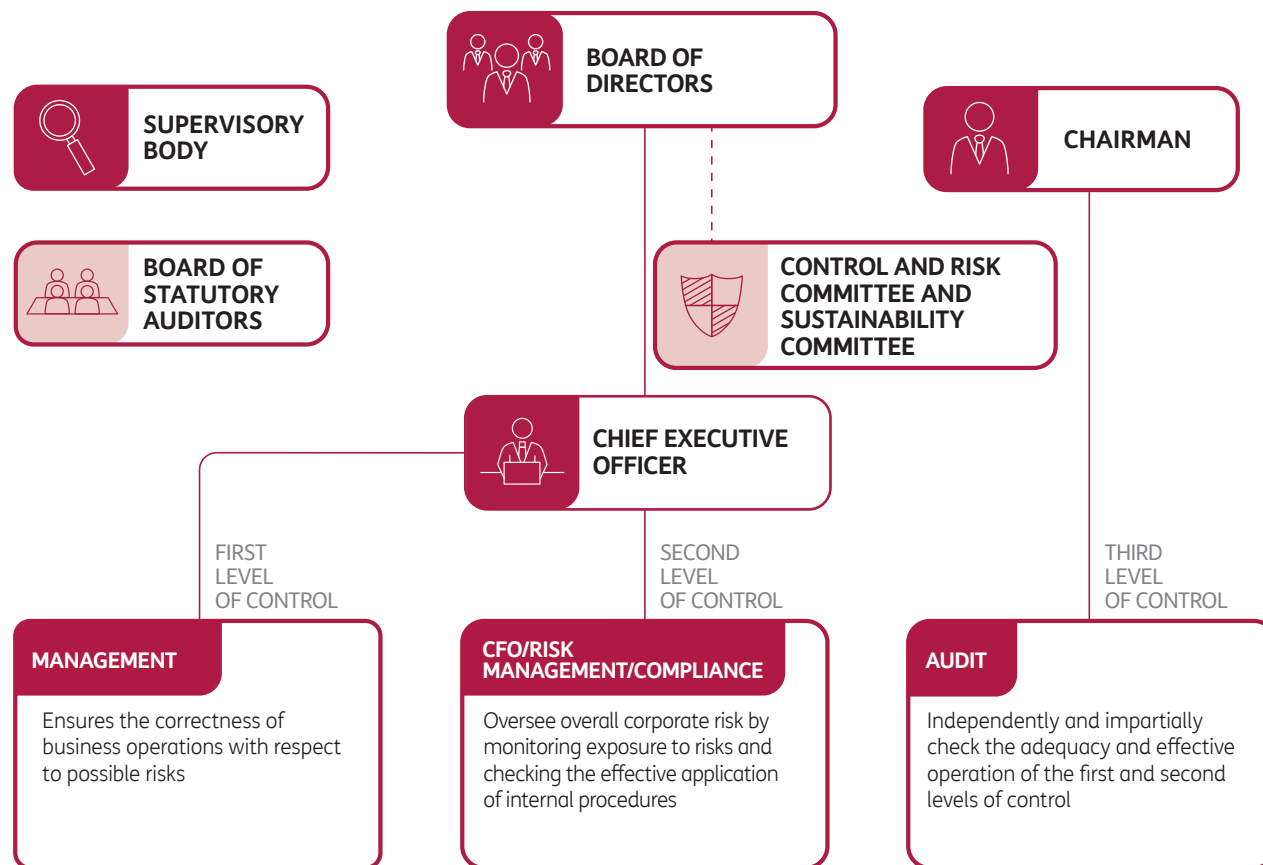 BOARD OF
DIRECTORS
SUPERVISORY
BODY
CHAIRMAN
BOARD OF
STATUTORY
AUDITORS
CONTROL AND RISK
COMMITTEE AND
SUSTAINABILITY
COMMITTEE
CHIEF EXECUTIVE
OFFICER
FIRST
LEVEL
OF CONTROL
SECOND
LEVEL
OF CONTROL
THIRD
LEVEL
OF CONTROL
MANAGEMENT
Ensures the correctness of
business operations with respect
to possible risks
CFO/RISK
MANAGEMENT/COMPLIANCE
Oversee overall corporate risk by
monitoring exposure to risks and
checking the effective application
of internal procedures
AUDIT
Independently and impartially
check the adequacy and effective
operation of the first and second
levels of control